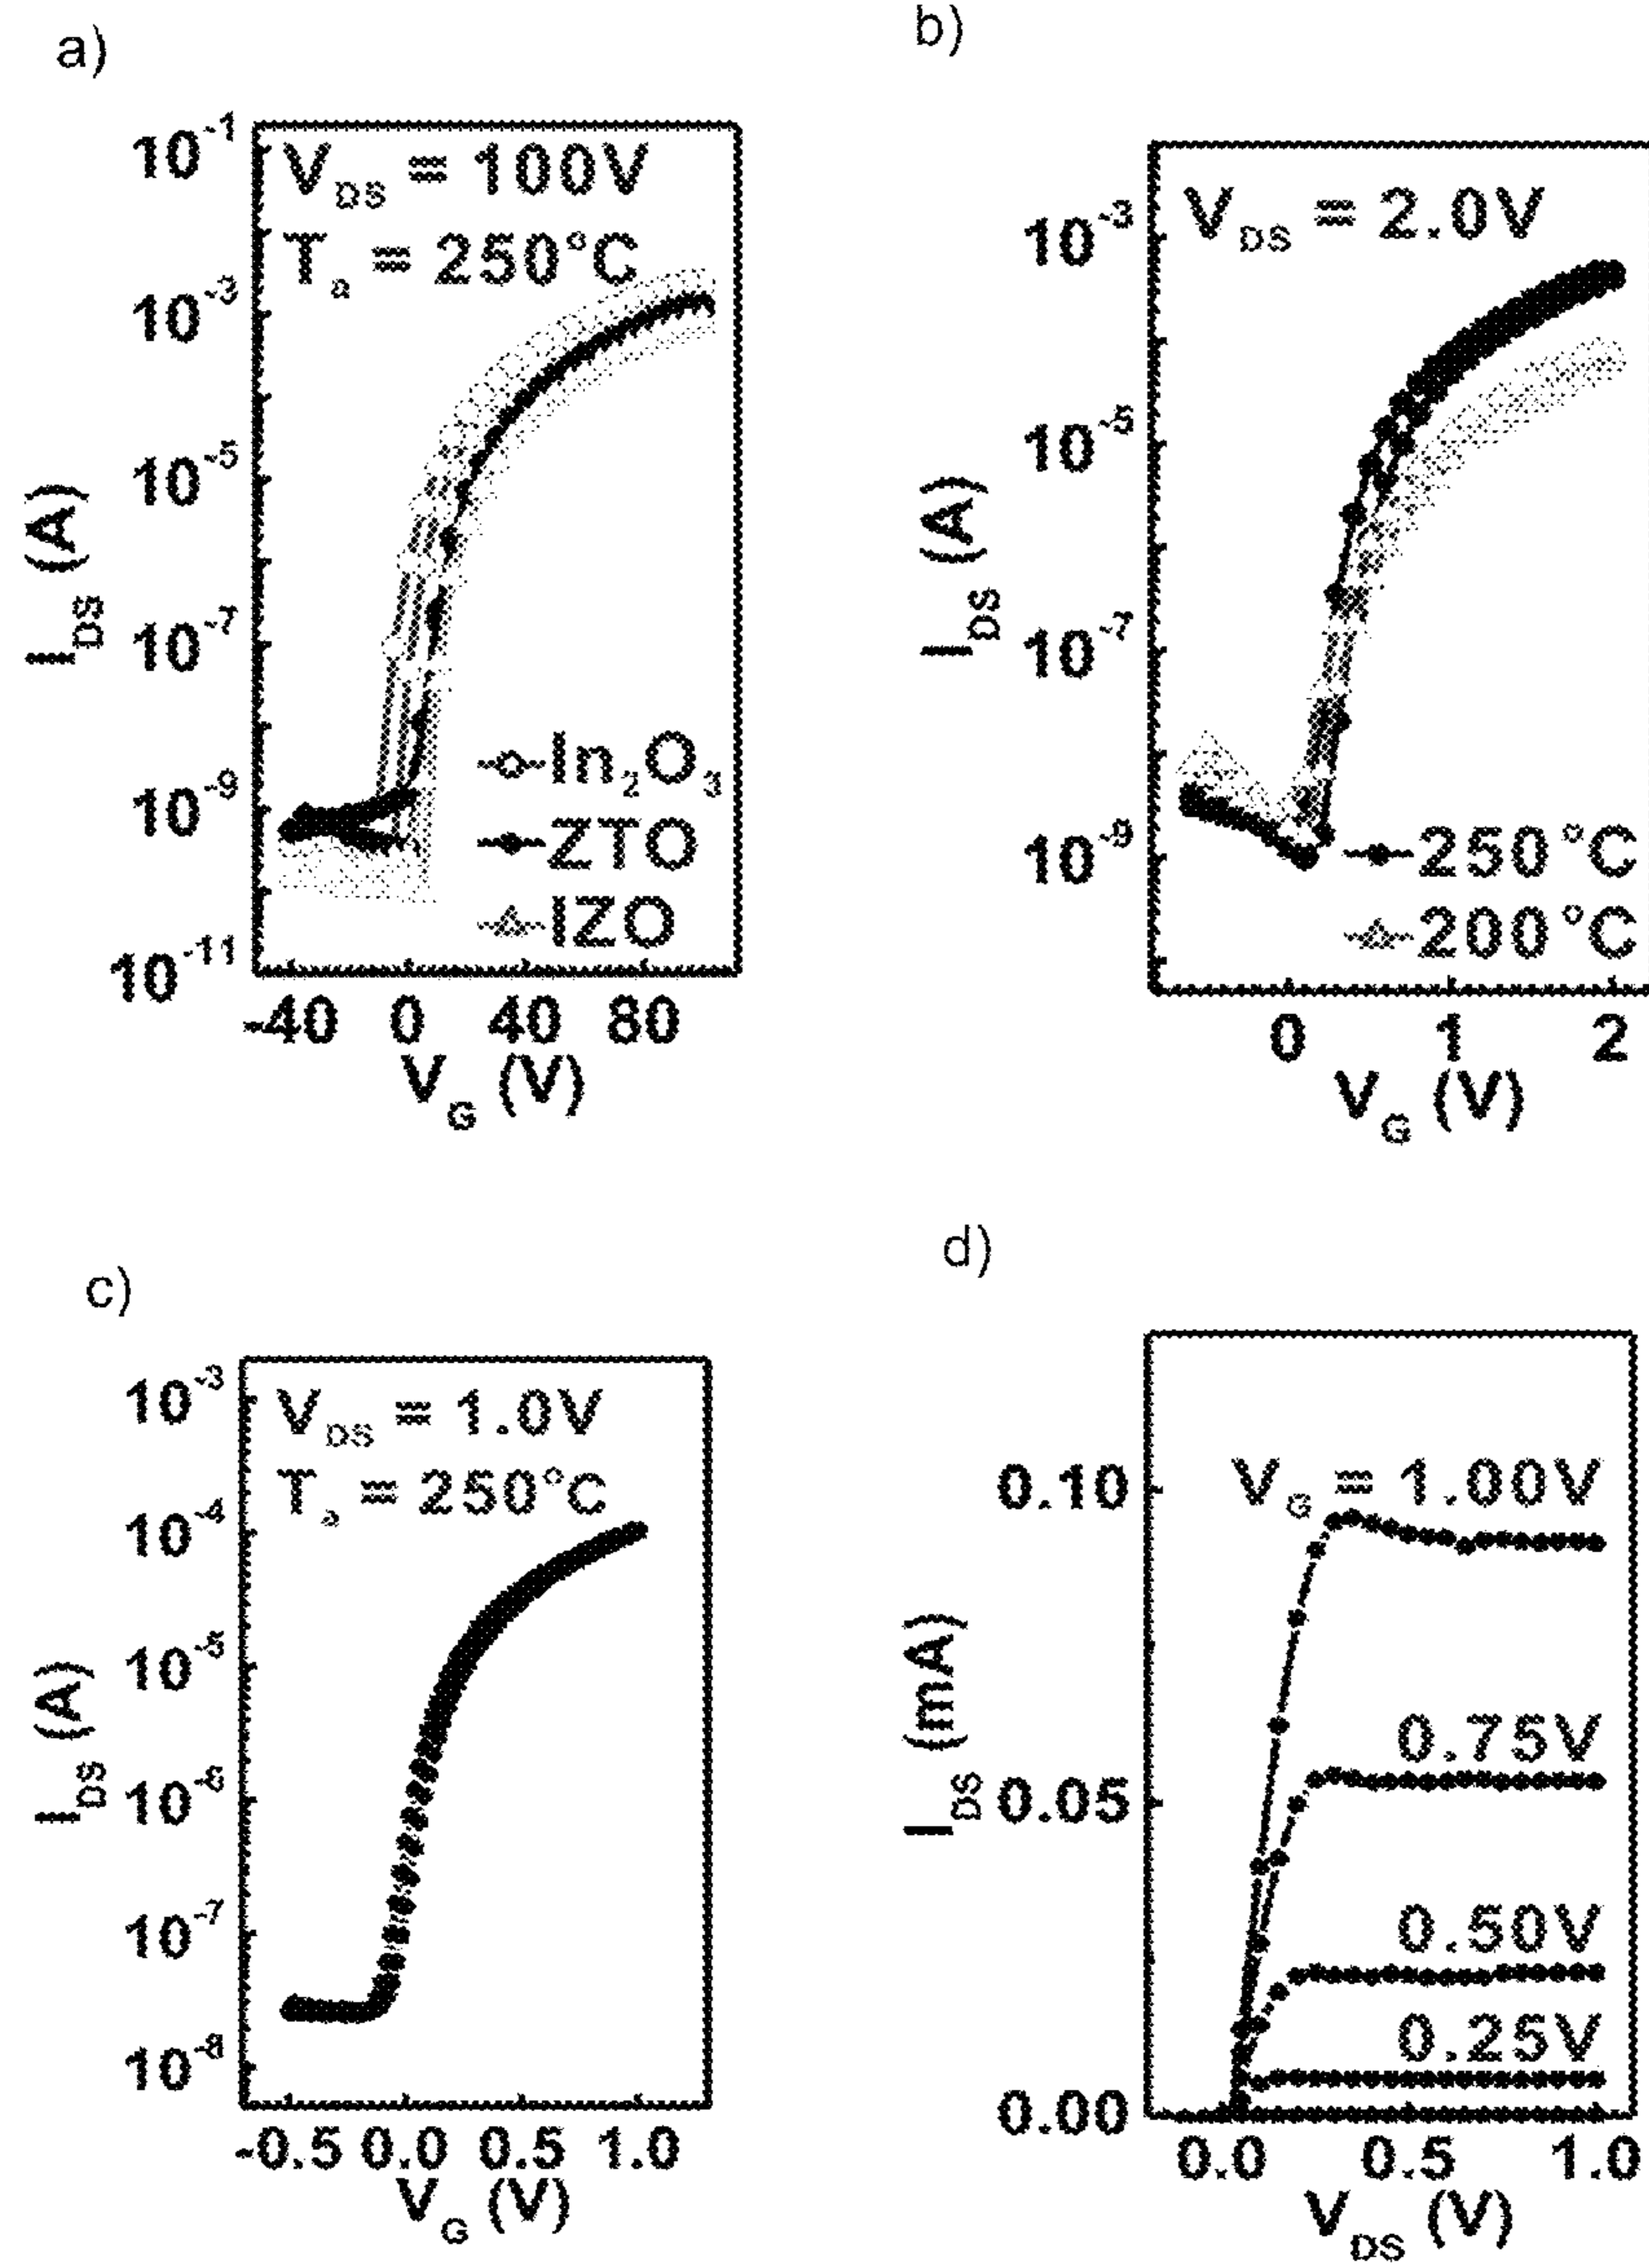 a)
10⁻¹
10⁻³
10⁻⁵
10⁻⁷
10⁻⁹
10⁻¹¹
I_DS (A)
V_DS = 100V
T_a = 250°C
In₂O₃
ZTO
IZO
-40 0 40 80
V_G (V)
b)
10⁻³
10⁻⁵
10⁻⁷
10⁻⁹
I_DS (A)
V_DS = 2.0V
250°C
200°C
0 1 2
V_G (V)
c)
10⁻³
10⁻⁴
10⁻⁵
10⁻⁶
10⁻⁷
10⁻⁸
I_DS (A)
V_DS = 1.0V
T_a = 250°C
-0.5 0.0 0.5 1.0
V_G (V)
d)
0.10
0.05
0.00
I_DS (mA)
V_G = 1.00V
0.75V
0.50V
0.25V
0.0 0.5 1.0
V_DS (V)